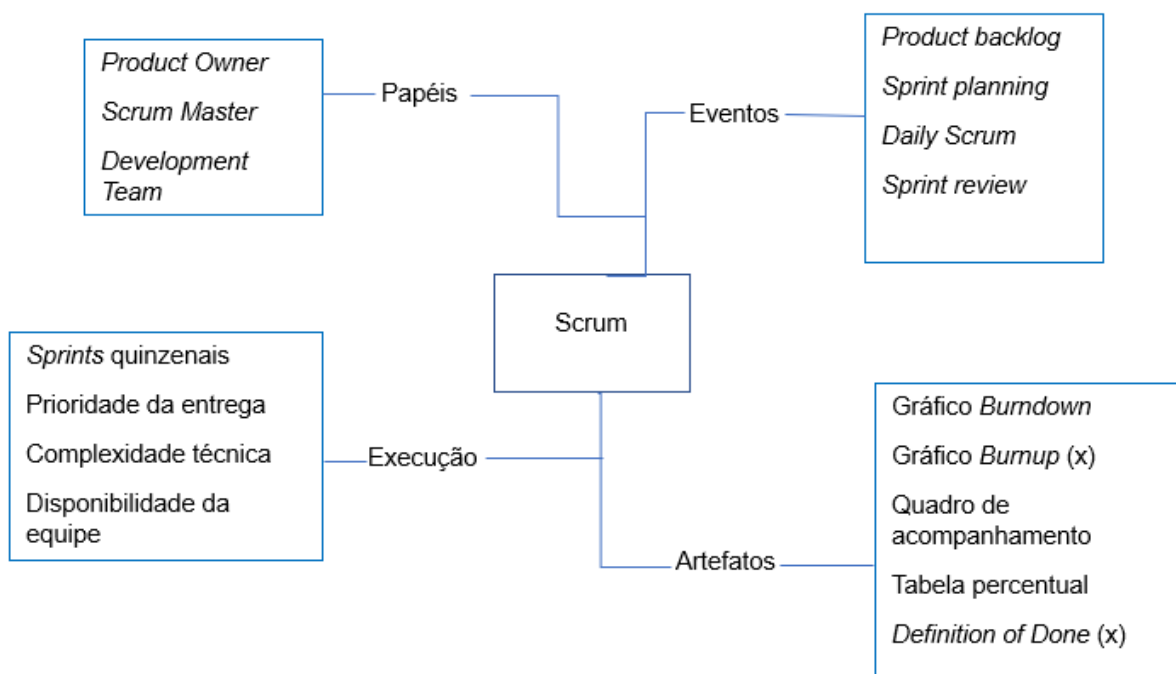 Product Owner
Scrum Master
Development
Team
Papéis
Eventos
Product backlog
Sprint planning
Daily Scrum
Sprint review
Scrum
Sprints quinzenais
Prioridade da entrega
Complexidade técnica
Disponibilidade da
equipe
Execução
Artefatos
Gráfico Burndown
Gráfico Burnup (x)
Quadro de
acompanhamento
Tabela percentual
Definition of Done (x)